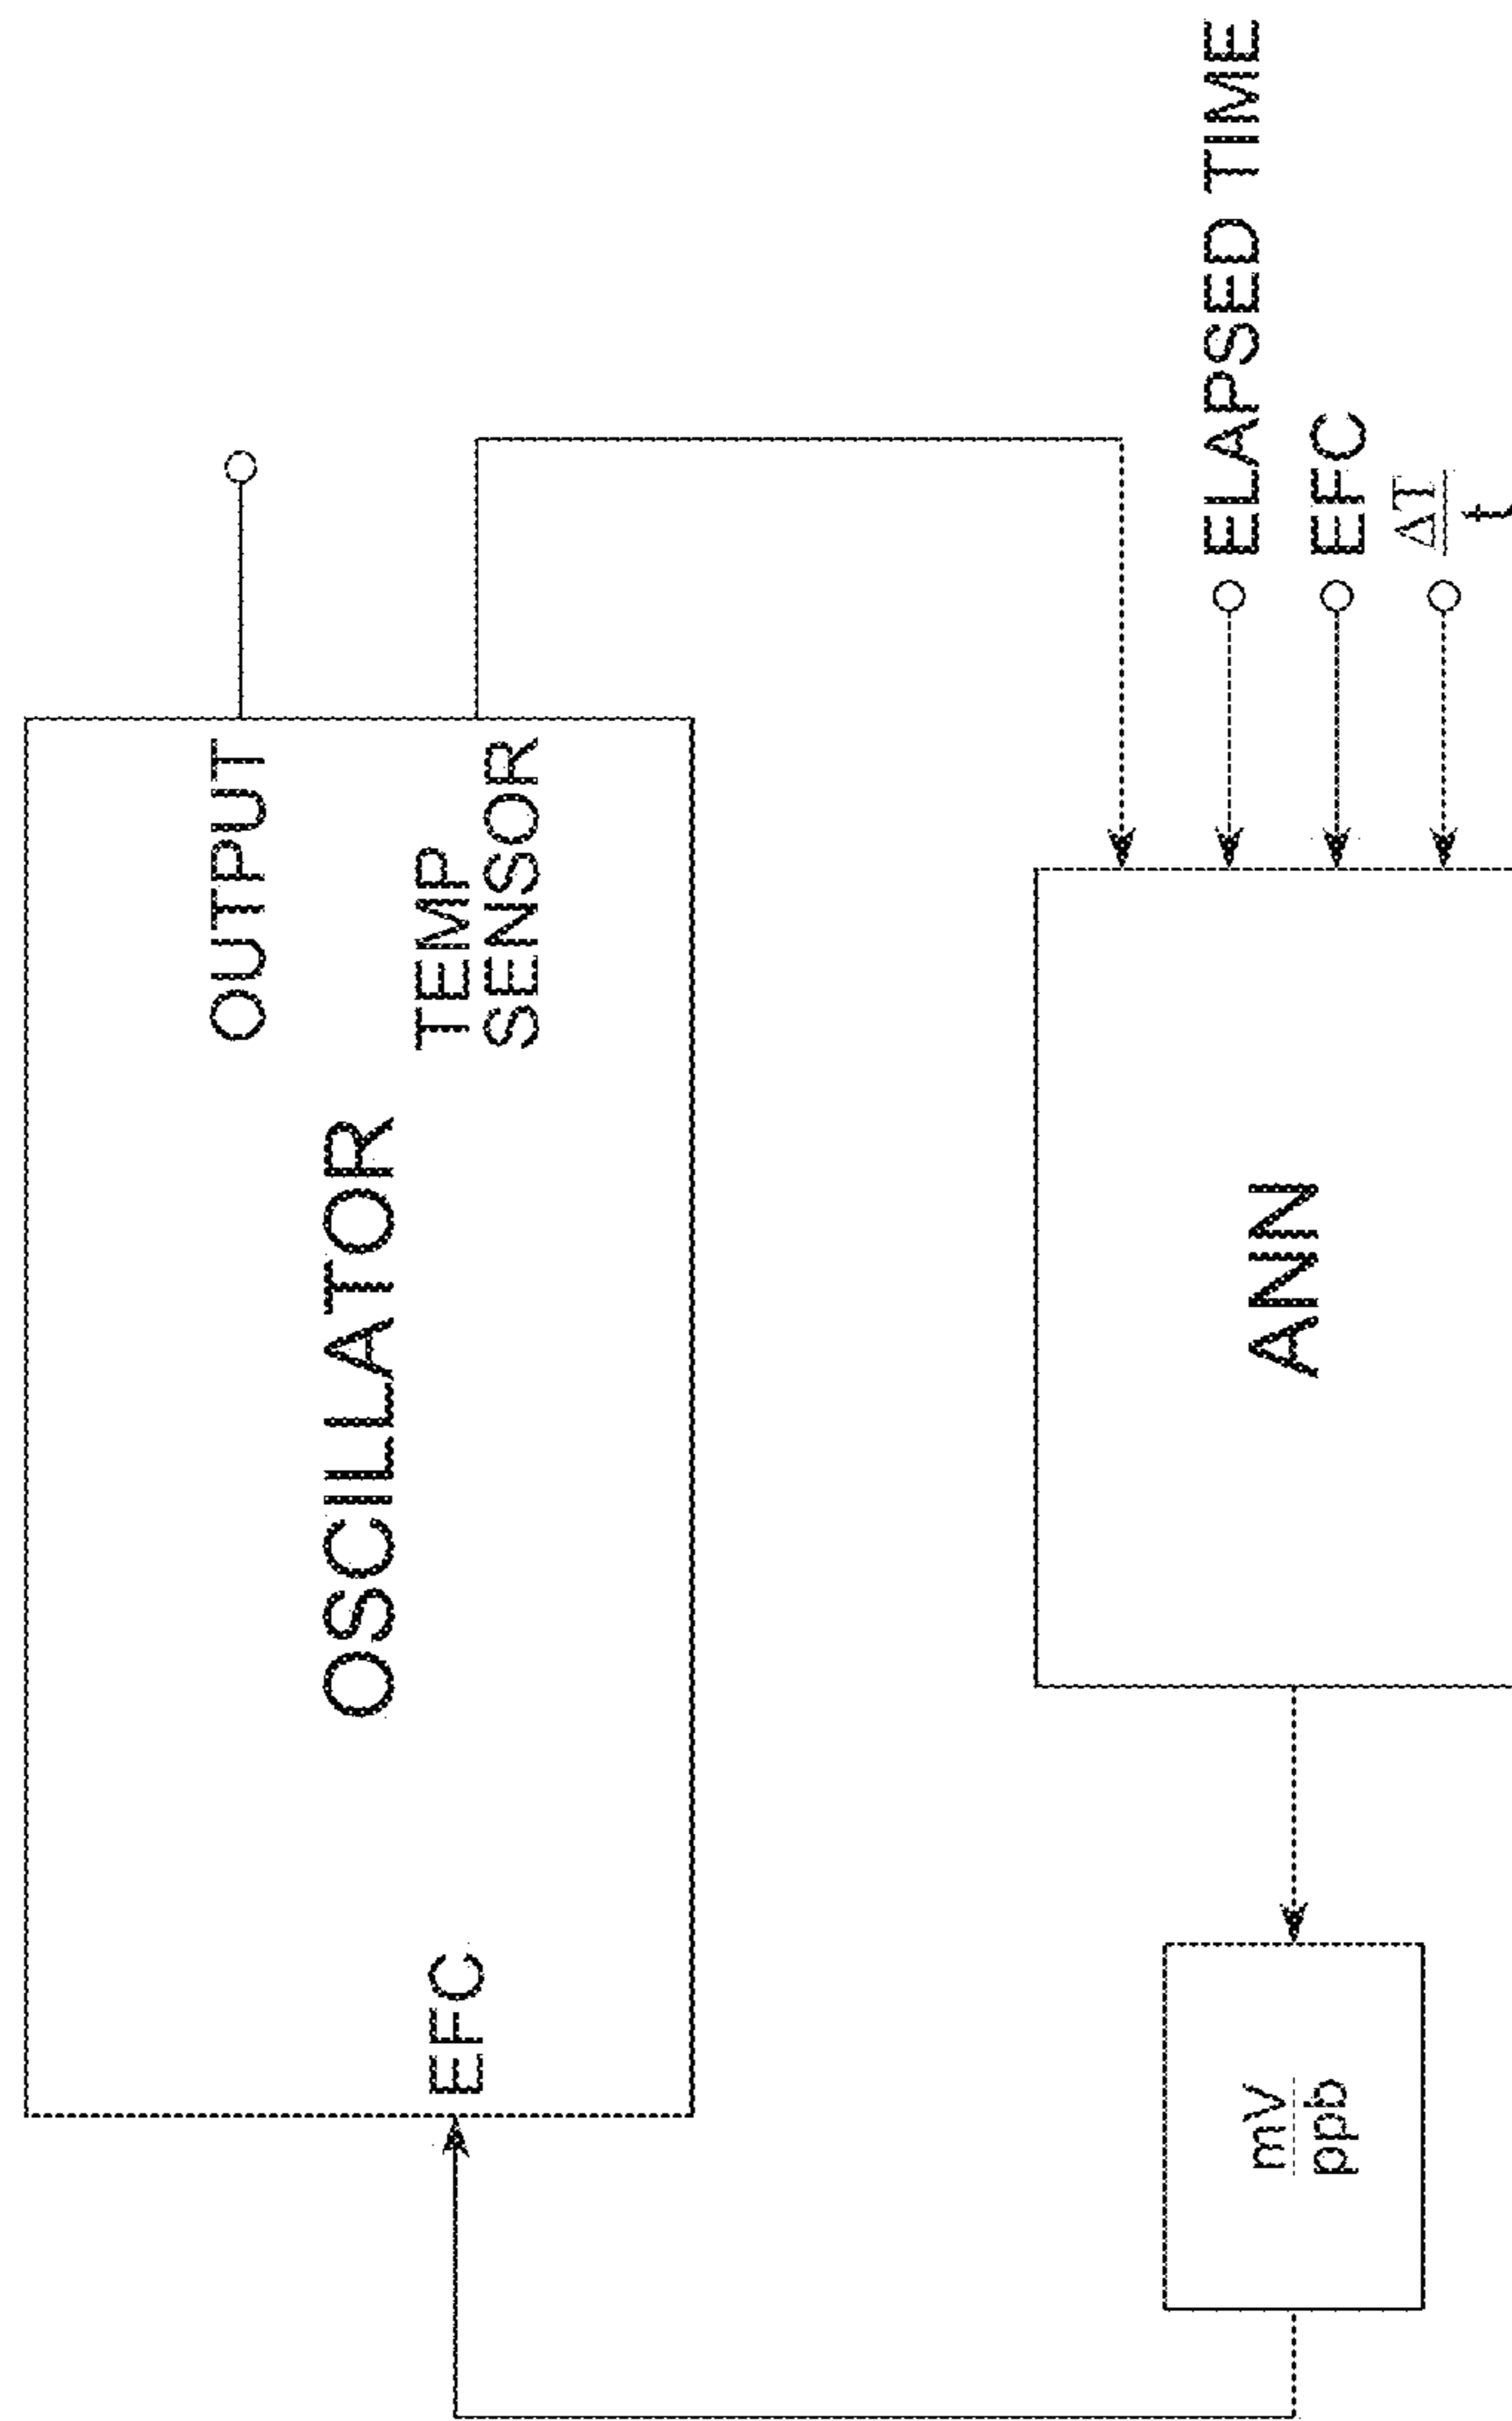 OUTPUT
OSCILLATOR
TEMP
SENSOR
EFC
ELAPSED TIME
EFC
ΔT
t
ANN
mV
ppb